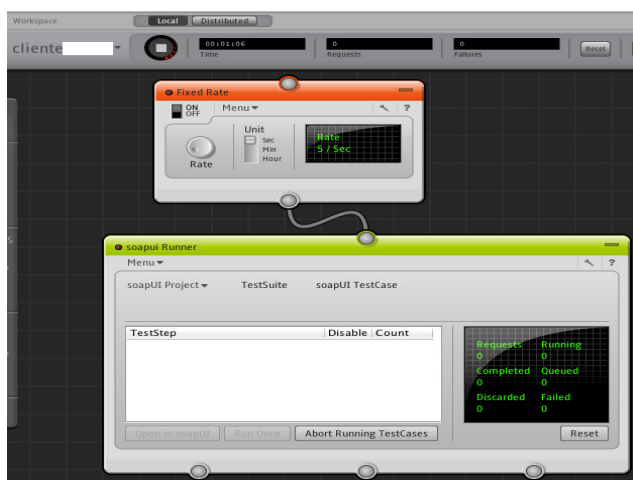 Workspace
Local Distributed
cliente
00:01:06 0 0
Time Requests Failures
Reset
Fixed Rate
ON
OFF
Menu ?
Unit
Sec
Min
Hour
Rate
Rate
5 / Sec
soapui Runner
Menu ?
soapUI Project TestSuite soapUI TestCase
TestStep Disable Count
Requests Running
0 0
Completed Queued
0 0
Discarded Failed
0 0
Open in soapUI Run Once Abort Running TestCases Reset